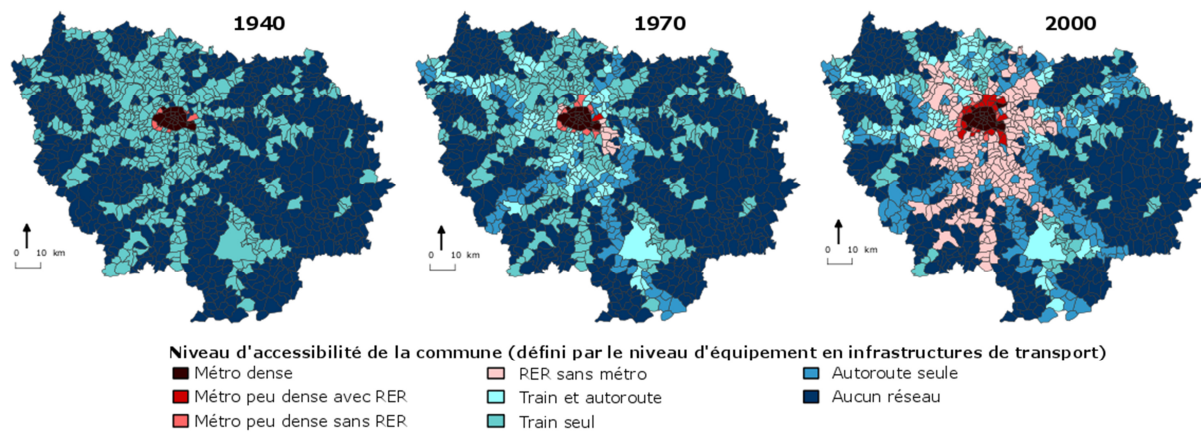 1940
1970
2000
0 10 km
0 10 km
0 10 km
Niveau d'accessibilité de la commune (défini par le niveau d'équipement en infrastructures de transport)
Métro dense
Métro peu dense avec RER
Métro peu dense sans RER
RER sans métro
Train et autoroute
Train seul
Autoroute seule
Aucun réseau